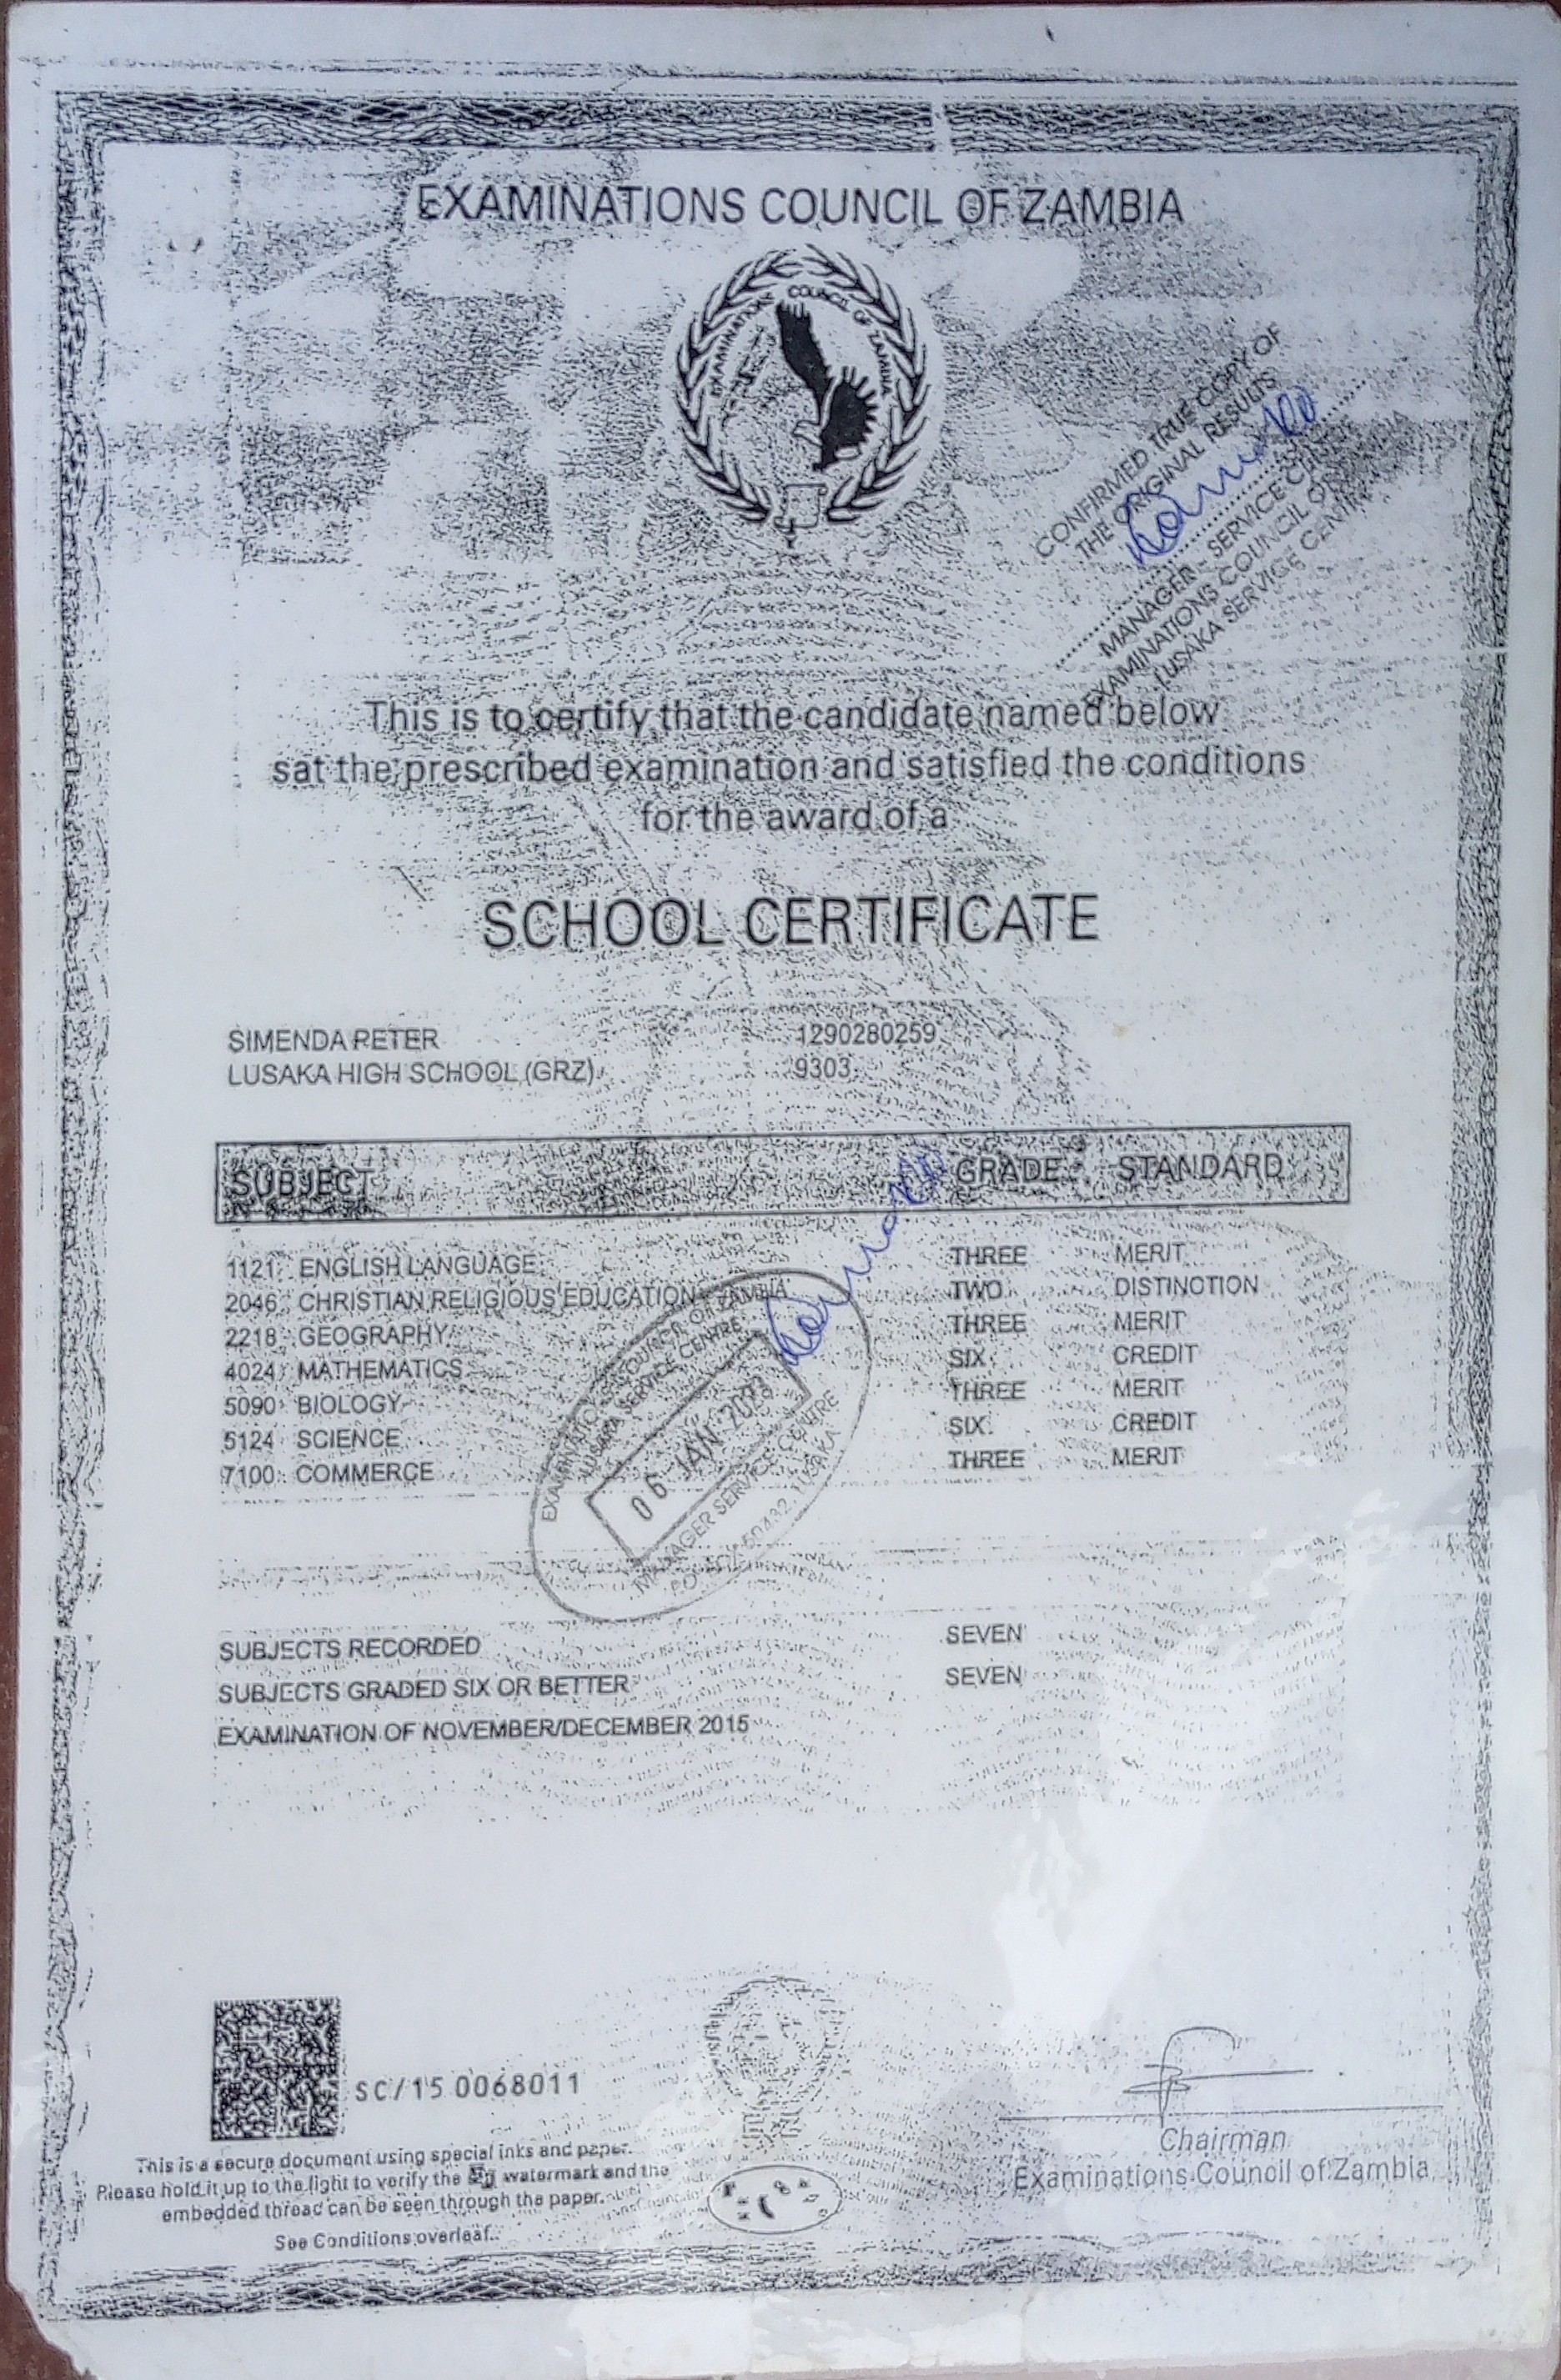 EXAMINATIONS COUNCIL OF ZAMBIA
EXAMINATIONS COUNCIL OF ZAMBIA
CONFIRMED TRUE COPY OF
THE ORIGINAL RESULTS
MANAGER - SERVICE CENTRE
EXAMINATIONS COUNCIL OF ZAMBIA
LUSAKA SERVICE CENTRE
This is to certify that the candidate named below
sat the prescribed examination and satisfied the conditions
for the award of a
SCHOOL CERTIFICATE
SIMENDA PETER 1290280259
LUSAKA HIGH SCHOOL (GRZ) 9303
SUBJECT GRADE STANDARD
1121 ENGLISH LANGUAGE THREE MERIT
2046 CHRISTIAN RELIGIOUS EDUCATION TWO DISTINCTION
2218 GEOGRAPHY THREE MERIT
4024 MATHEMATICS SIX CREDIT
5090 BIOLOGY THREE MERIT
5124 SCIENCE SIX CREDIT
7100 COMMERCE THREE MERIT
EXAMINATIONS COUNCIL OF ZAMBIA
LUSAKA SERVICE CENTRE
06 JAN
MANAGER SERVICE CENTRE
50432, LUSAKA
SUBJECTS RECORDED SEVEN
SUBJECTS GRADED SIX OR BETTER SEVEN
EXAMINATION OF NOVEMBER/DECEMBER 2015
SC/15 0068011
This is a secure document using special inks and paper.
Please hold it up to the light to verify the watermark and the
embedded thread can be seen through the paper.
See Conditions overleaf.
Chairman
Examinations Council of Zambia